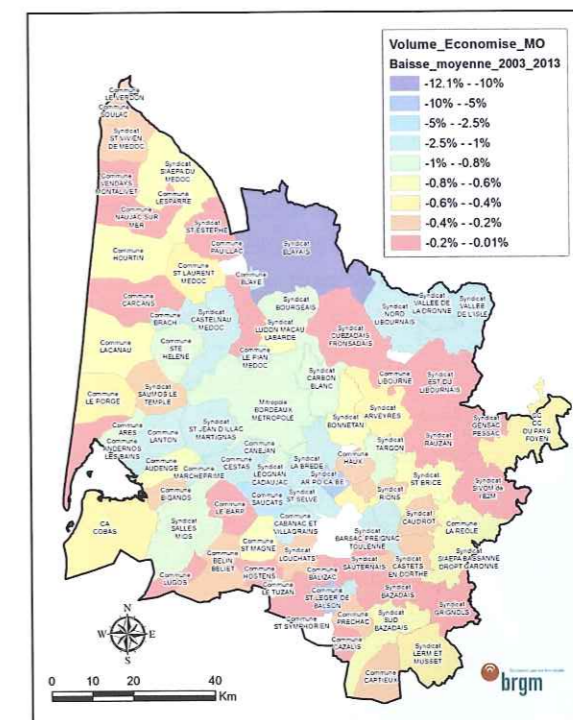 Volume_Economise_MO
Baisse_moyenne_2003_2013
-12.1% - -10%
-10% - -5%
-5% - -2.5%
-2.5% - -1%
-1% - -0.8%
-0.8% - -0.6%
-0.6% - -0.4%
-0.4% - -0.2%
-0.2% - -0.01%
Commune
LE VERDON
Commune
SOULAC
Syndicat
ST VIVIEN
DE MEDOC
Syndicat
SIAEPA DU
MEDOC
Commune
VENDAYS
MONTALIVET
Commune
LESPARRE
Commune
NAUJAC SUR
MER
Syndicat
ST ESTEPHE
Commune
PAUILLAC
Syndicat
BLAYAIS
Commune
HOURTIN
Commune
ST LAURENT
MEDOC
Commune
BLAYE
Syndicat
BOURGEAIS
Syndicat
NORD
LIBOURNAIS
Syndicat
VALLEE DE
LA DRONNE
Syndicat
VALLEE
DE L'ISLE
Commune
CARCANS
Commune
BRACH
Syndicat
CASTELNAU
MEDOC
Syndicat
LUDON MACAU
LABARDE
Syndicat
CUBZADAIS
FRONSADAIS
Commune
LACANAU
Commune
STE
HELENE
Commune
LE PIAN
MEDOC
Syndicat
CARBON
BLANC
Commune
LIBOURNE
Syndicat
EST DU
LIBOURNAIS
Commune
LE PORGE
Syndicat
SAUMOS LE
TEMPLE
Métropole
BORDEAUX
METROPOLE
Syndicat
BONNETAN
Syndicat
ARVEYRES
Syndicat
GENSAC
PESSAC
CC
DU PAYS
FOYEN
Commune
ARES
Commune
ANDERNOS
LES BAINS
Commune
LANTON
Syndicat
ST JEAN D'ILLAC
MARTIGNAS
Commune
CANEJAN
Syndicat
TARGON
Syndicat
RAUZAN
Commune
AUDENGE
Commune
MARCHEPRIME
Commune
CESTAS
Syndicat
LEOGNAN
CADAUJAC
Syndicat
LA BREDE
Syndicat
Commune
HAUX
Syndicat
RIONS
Syndicat
ST BRICE
Commune
BIGANOS
Commune
SAUCATS
Syndicat
ST SELVE
CA
COBAS
Syndicat
SALLES
MIOS
Commune
LE BARP
Syndicat
CABANAC ET
VILLAGRAINS
Syndicat
BARSAC PREIGNAC
TOULENNE
Syndicat
CAUDROT
Commune
LA REOLE
Commune
BELIN
BELIET
Commune
ST MAGNE
Syndicat
LOUCHATS
Syndicat
SAUTERNAIS
Syndicat
CASTETS
EN DORTHE
Syndicat
SIAEPA BASSANNE
DROPT GARONNE
Commune
LUGOS
Commune
HOSTENS
Commune
LE TUZAN
Commune
BALIZAC
Commune
ST LEGER DE
BALSON
Syndicat
BAZADAIS
Syndicat
GRIGNOLS
Commune
ST SYMPHORIEN
Commune
PRECHAC
Syndicat
SUD
BAZADAIS
Commune
CAZALIS
Syndicat
LERM ET
MUSSET
Commune
CAPTIEUX
N
W
E
S
0 10 20 40
Km
brgm